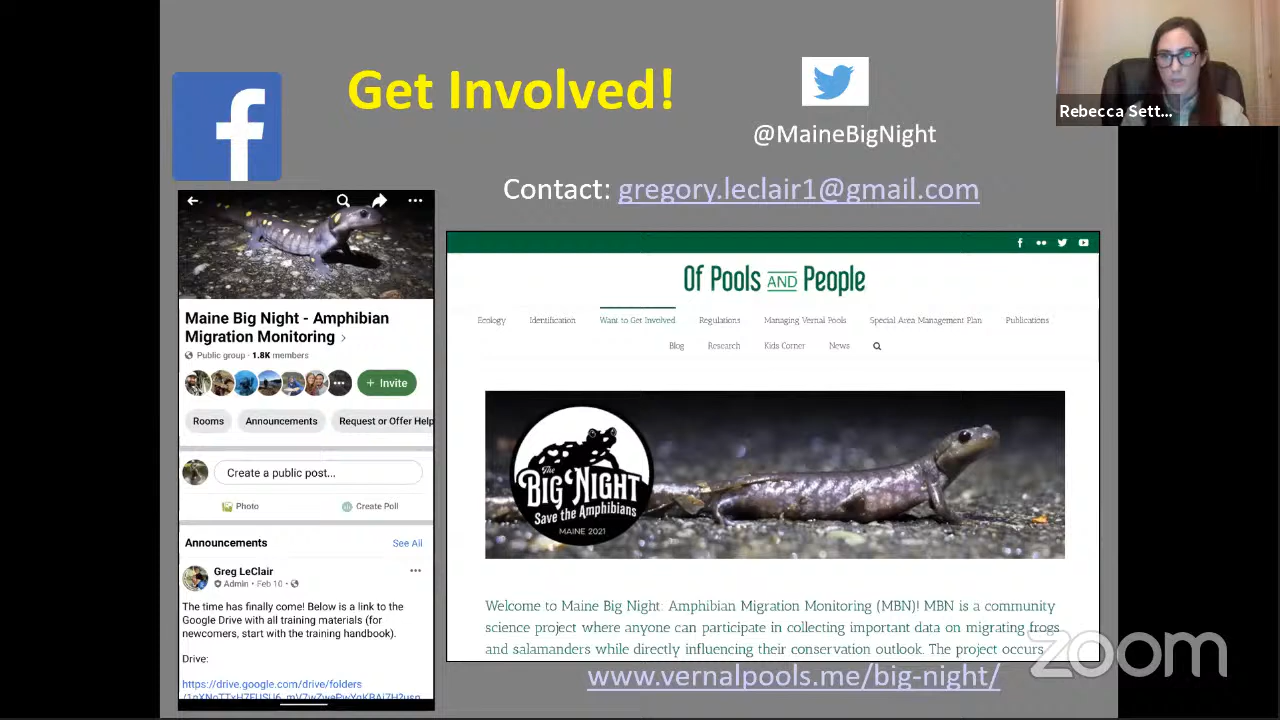 Get Involved!
@MaineBigNight
Rebecca Sett...
Contact: gregory.leclair1@gmail.com
Maine Big Night - Amphibian
Migration Monitoring
Public group · 1.8K members
+ Invite
Rooms
Announcements
Request or Offer Help
Create a public post...
Photo
Create Poll
Announcements
See All
Greg LeClair
Admin · Feb 10 ·
The time has finally come! Below is a link to the
Google Drive with all training materials (for
newcomers, start with the training handbook).
Drive:
https://drive.google.com/drive/folders
Of Pools AND People
Ecology
Identification
Want to Get Involved
Regulations
Managing Vernal Pools
Special Area Management Plan
Publications
Blog
Research
Kids Corner
News
The
BIG NIGHT
Save the Amphibians
MAINE 2021
Welcome to Maine Big Night: Amphibian Migration Monitoring (MBN)! MBN is a community
science project where anyone can participate in collecting important data on migrating frogs
and salamanders while directly influencing their conservation outlook. The project occurs
www.vernalpools.me/big-night/
zoom